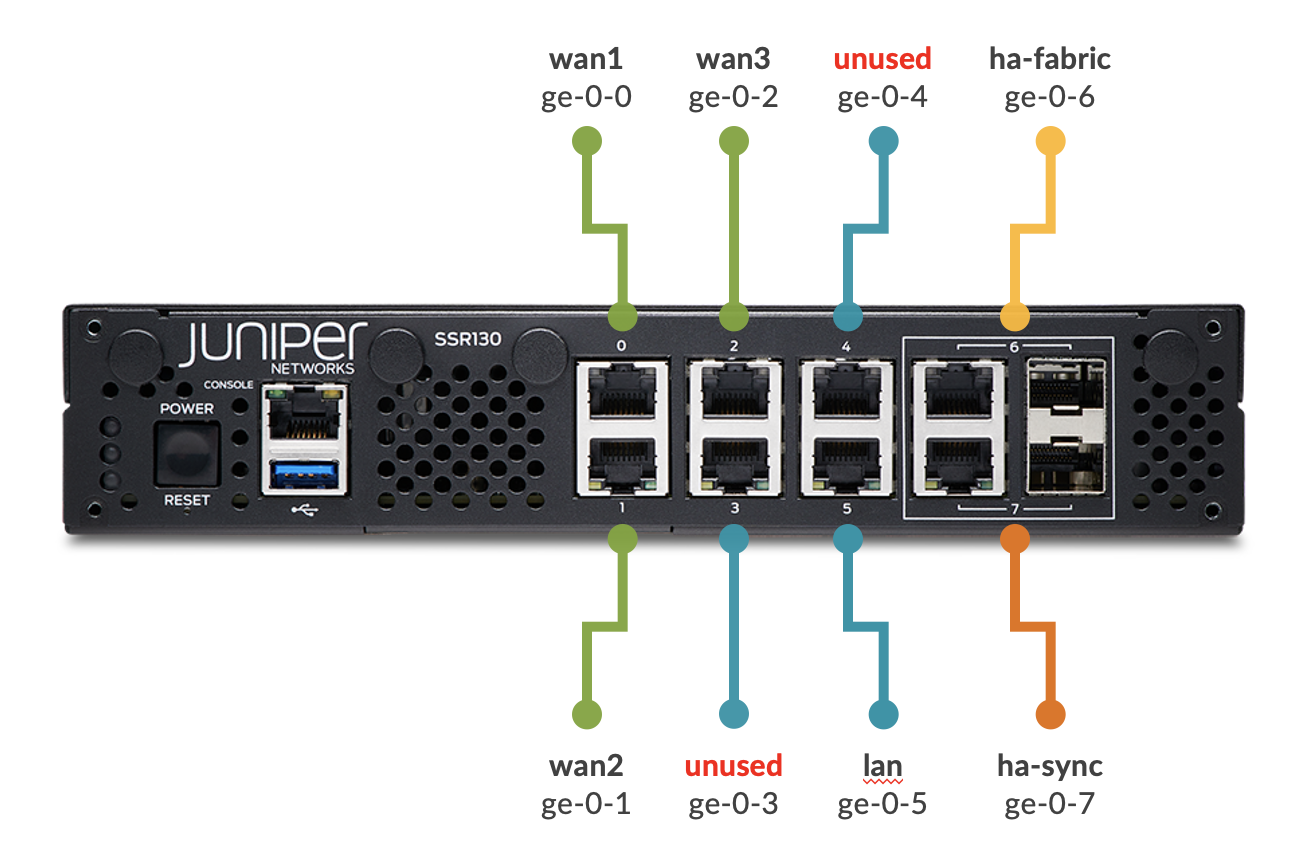 wan1
ge-0-0
wan3
ge-0-2
unused
ge-0-4
ha-fabric
ge-0-6
JUNIPer
NETWORKS
SSR130
CONSOLE
POWER
RESET
0
2
4
6
1
3
5
7
wan2
ge-0-1
unused
ge-0-3
lan
ge-0-5
ha-sync
ge-0-7